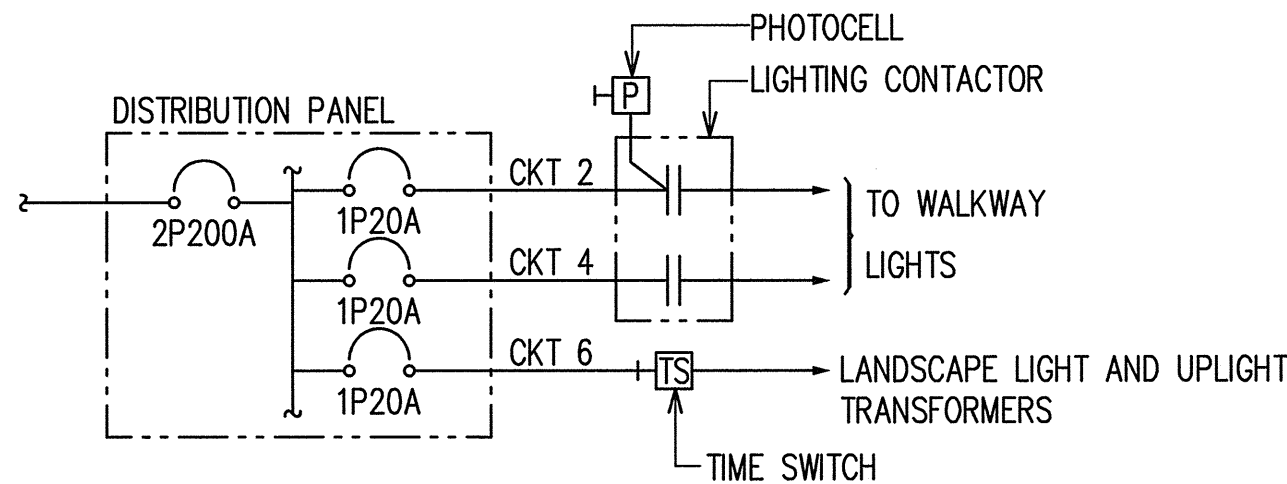 PHOTOCELL
P
LIGHTING CONTACTOR
DISTRIBUTION PANEL
CKT 2
2P200A
1P20A
TO WALKWAY
LIGHTS
CKT 4
1P20A
CKT 6
TS
1P20A
LANDSCAPE LIGHT AND UPLIGHT
TRANSFORMERS
TIME SWITCH